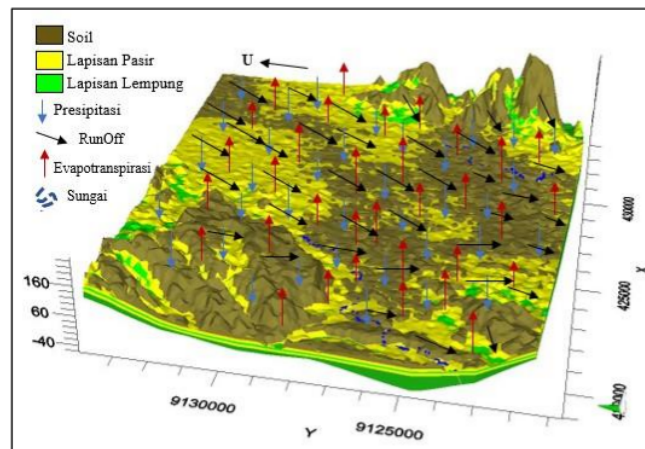 Soil
Lapisan Pasir
Lapisan Lempung
Presipitasi
RunOff
Evapotranspirasi
Sungai
U
160
60
-40
9130000
9125000
Y
430000
425000
X